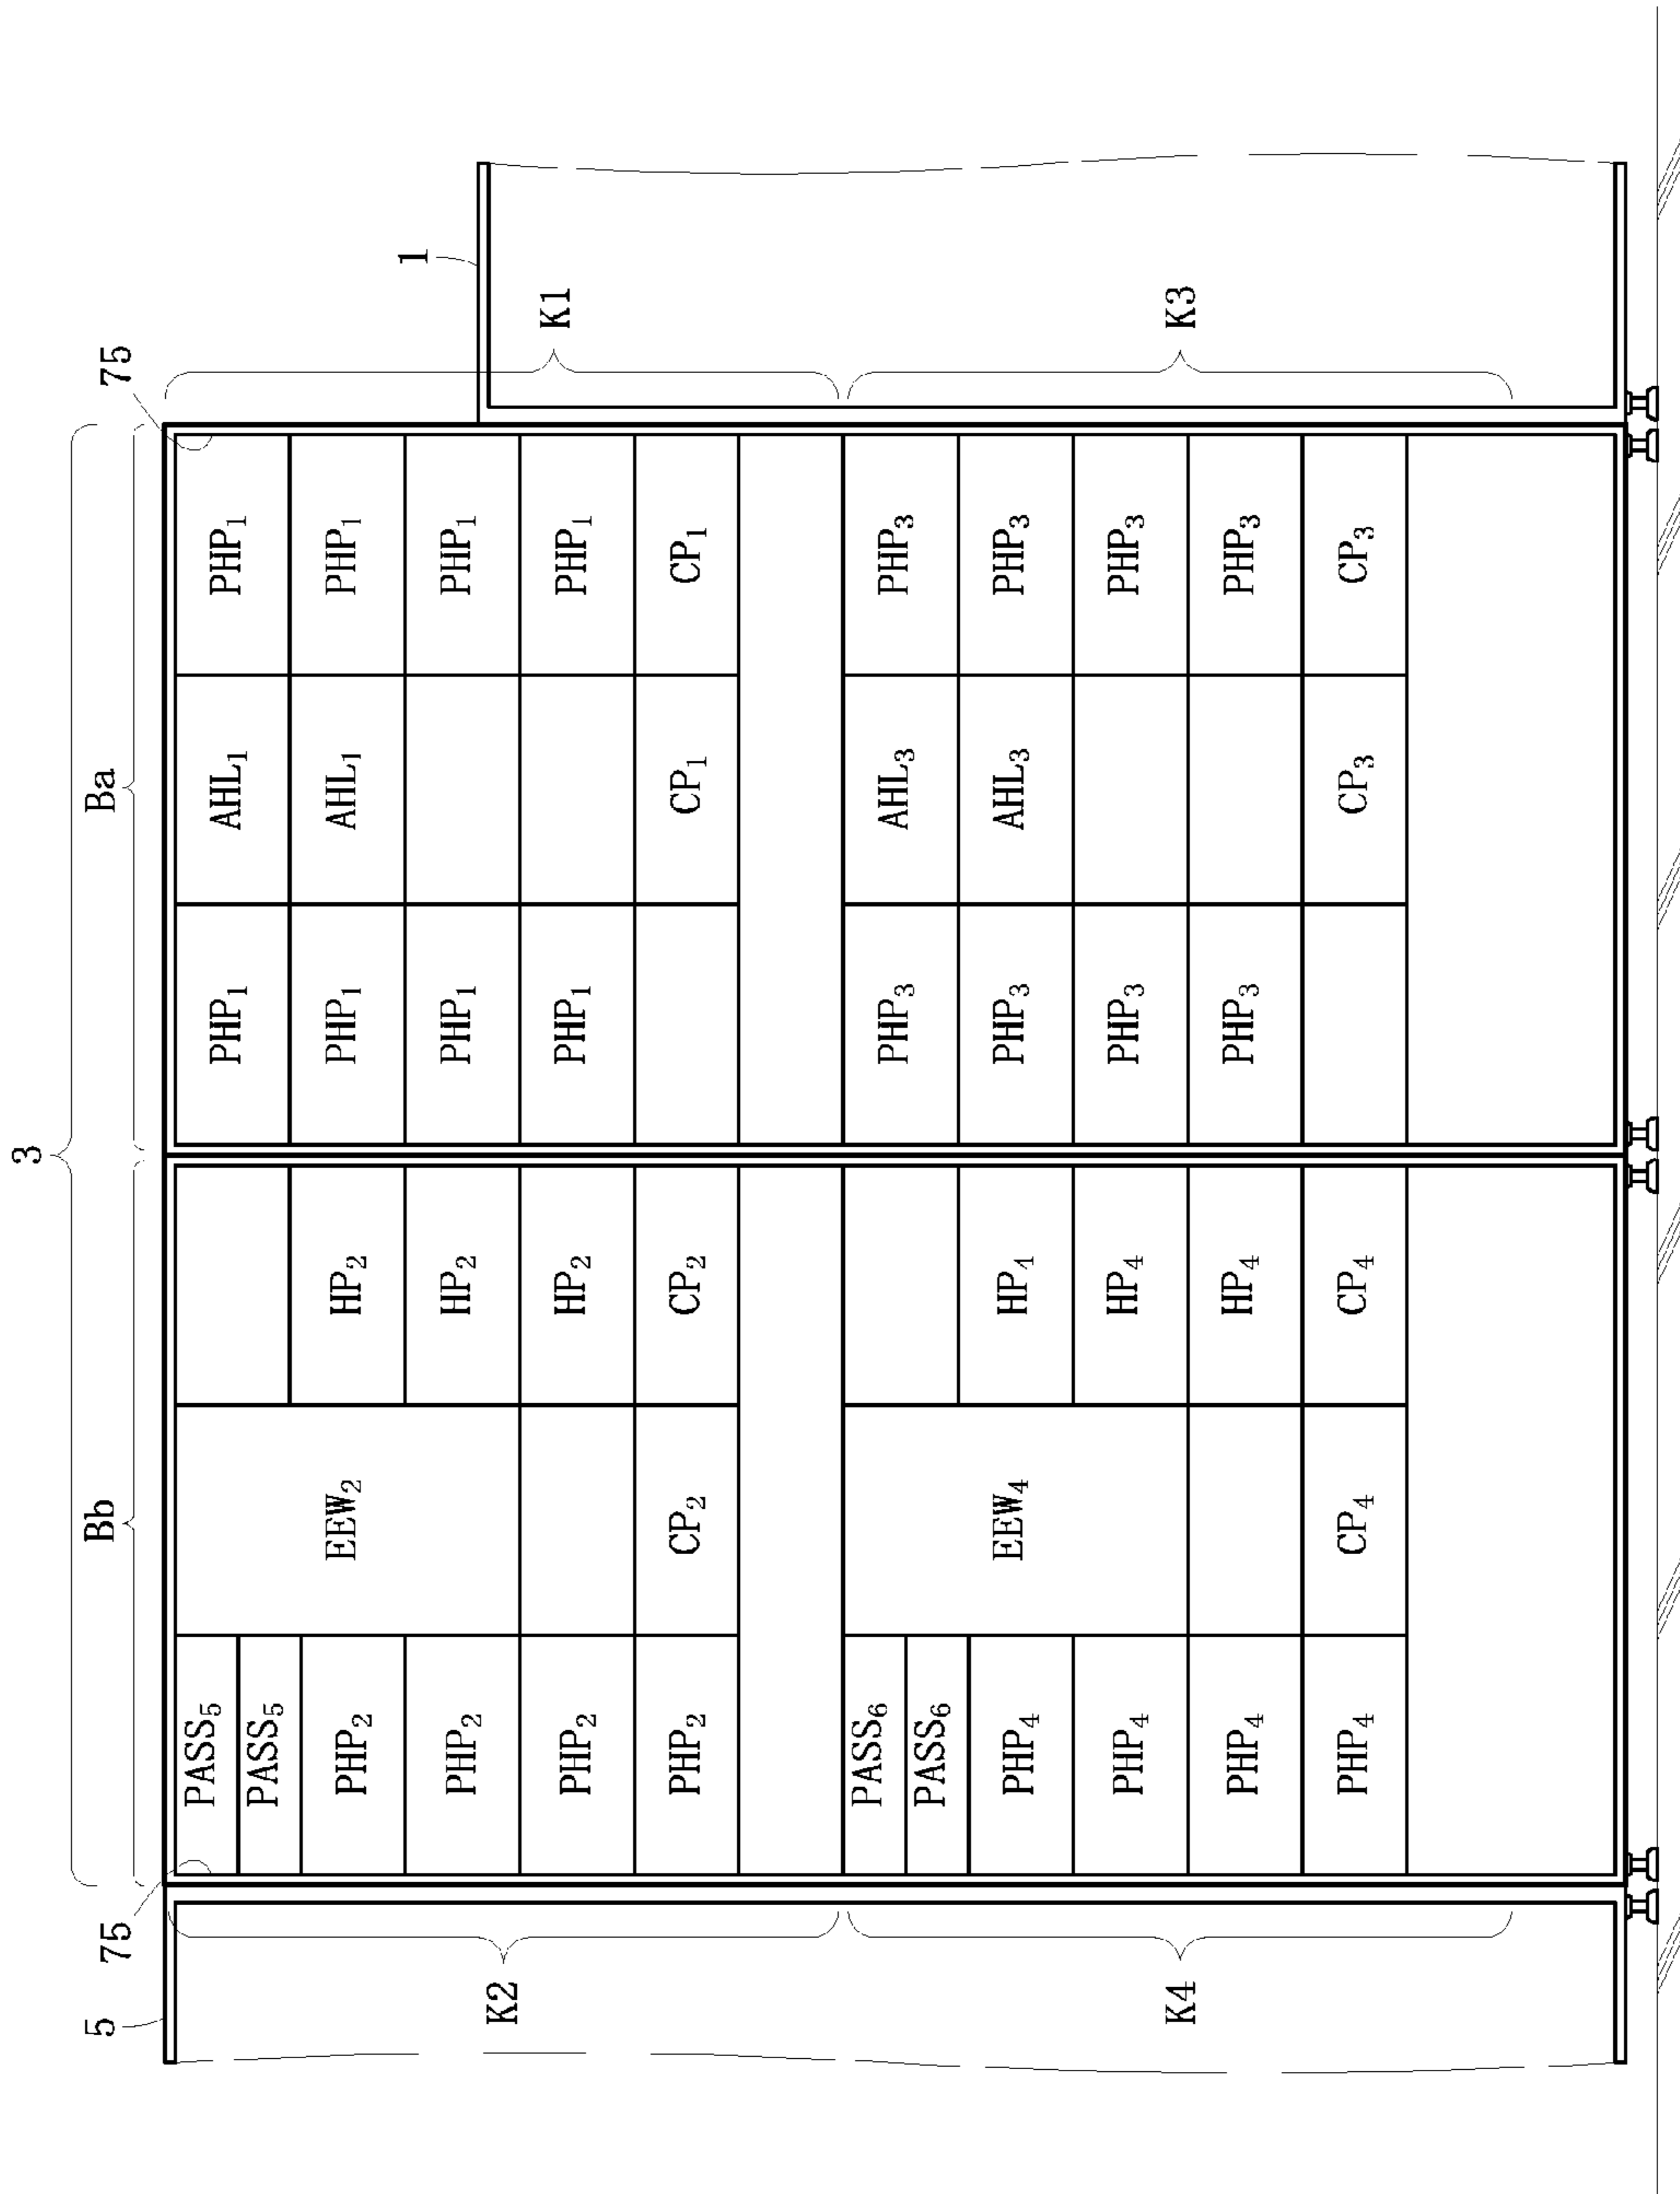 3
5 75 Bb Ba 75
PASS₅ PHP₁ AHL₁ PHP₁
PASS₅
PHP₂ EEW₂ HP₂ PHP₁ AHL₁ PHP₁
1
PHP₂ HP₂ PHP₁ PHP₁
K2 K1
PHP₂ HP₂ PHP₁ PHP₁
PHP₂ CP₂ CP₂ CP₁ CP₁
PASS₆ PHP₃ AHL₃ PHP₃
PASS₆
PHP₄ EEW₄ HP₄ PHP₃ AHL₃ PHP₃
PHP₄ HP₄ PHP₃ PHP₃
K4 K3
PHP₄ HP₄ PHP₃ PHP₃
PHP₄ CP₄ CP₄ CP₃ CP₃